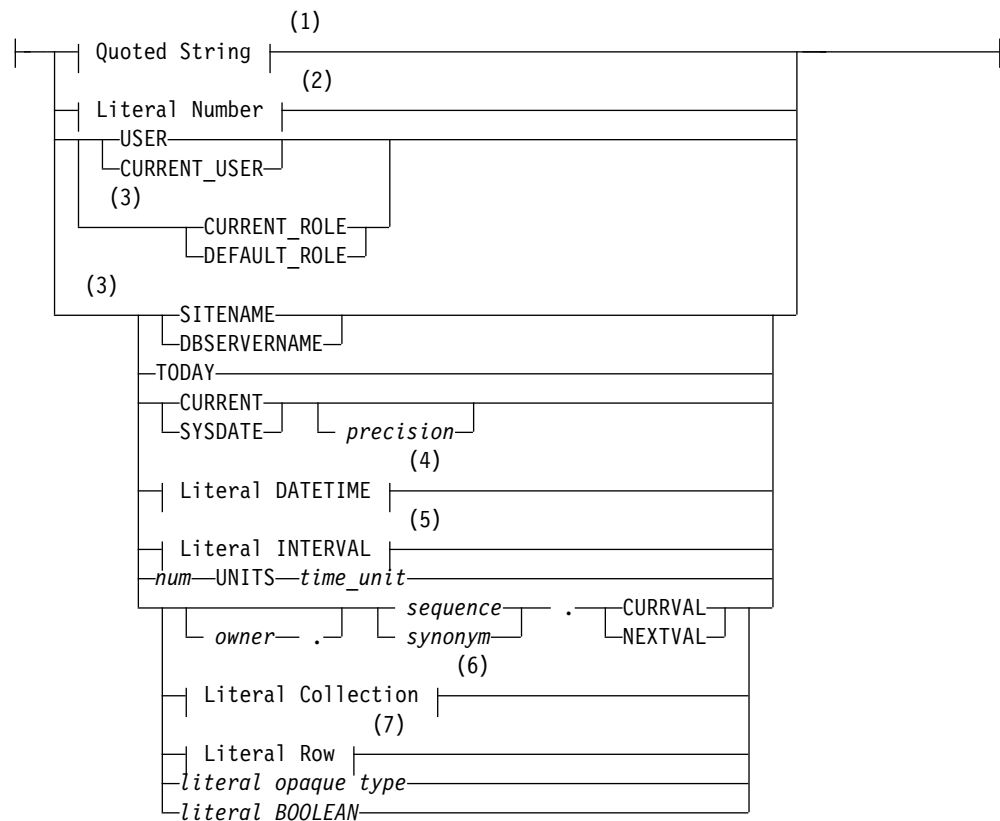 (1)
Quoted String
(2)
Literal Number
USER
CURRENT_USER
(3)
CURRENT_ROLE
DEFAULT_ROLE
(3)
SITENAME
DBSERVERNAME
TODAY
CURRENT
SYSDATE precision
(4)
Literal DATETIME
(5)
Literal INTERVAL
num UNITS time_unit
sequence . CURRVAL
owner . synonym NEXTVAL
(6)
Literal Collection
(7)
Literal Row
literal opaque type
literal BOOLEAN